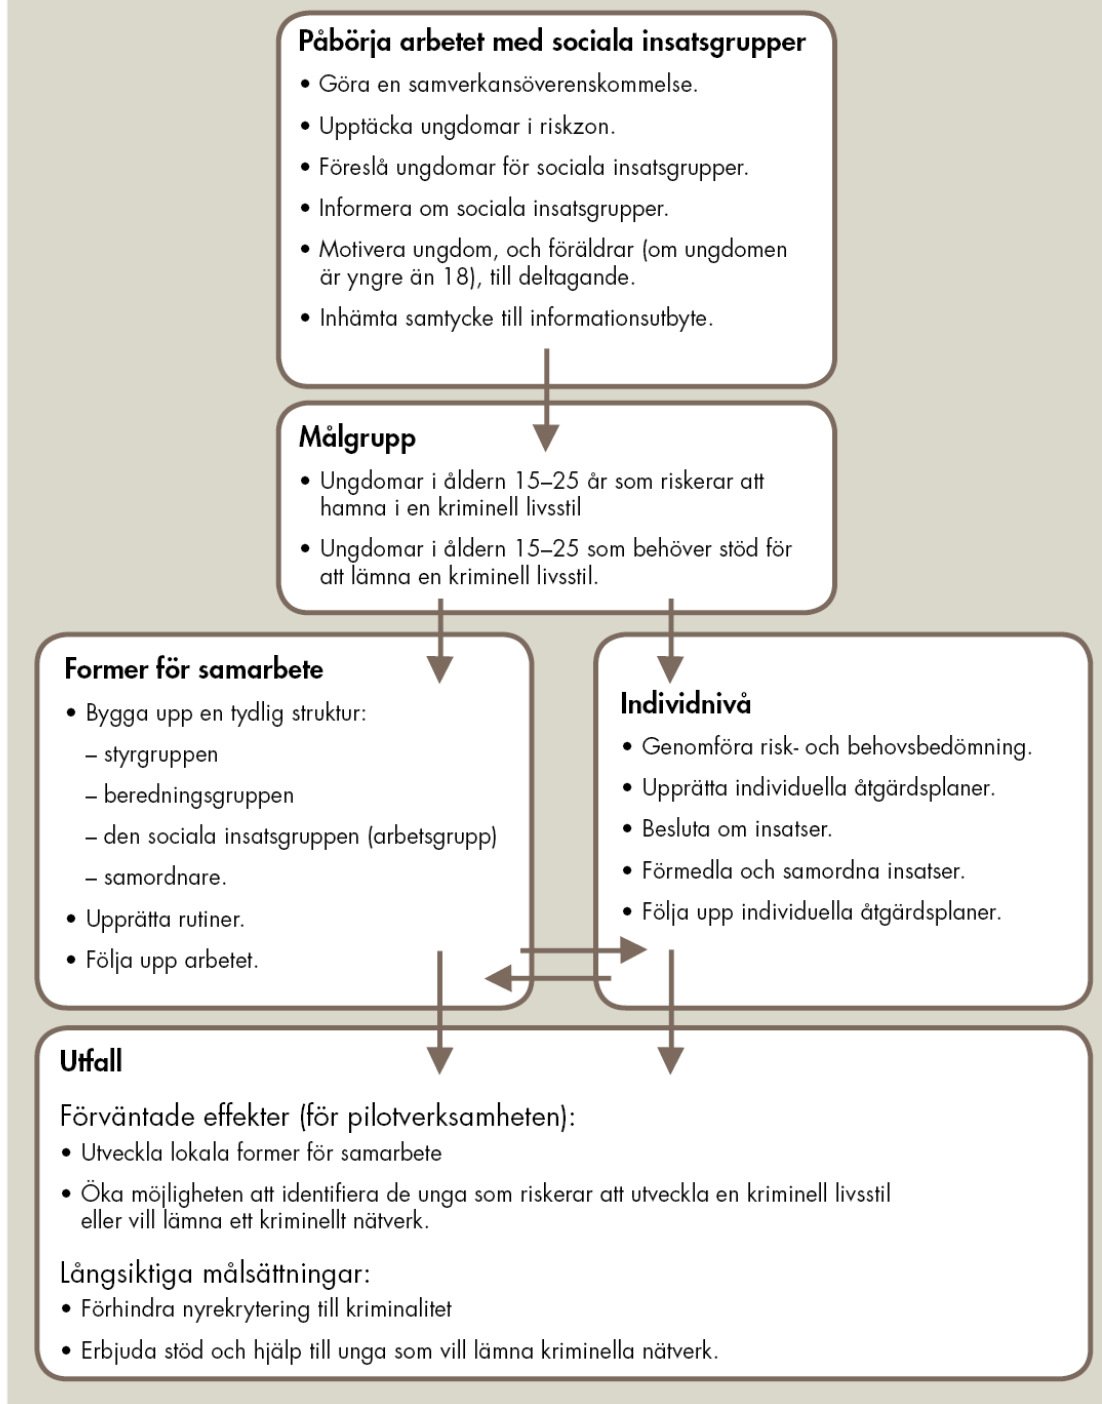 Påbörja arbetet med sociala insatsgrupper
• Göra en samverkansöverenskommelse.
• Upptäcka ungdomar i riskzon.
• Föreslå ungdomar för sociala insatsgrupper.
• Informera om sociala insatsgrupper.
• Motivera ungdom, och föräldrar (om ungdomen
är yngre än 18), till deltagande.
• Inhämta samtycke till informationsutbyte.
Målgrupp
• Ungdomar i åldern 15–25 år som riskerar att
hamna i en kriminell livsstil
• Ungdomar i åldern 15–25 som behöver stöd för
att lämna en kriminell livsstil.
Former för samarbete
• Bygga upp en tydlig struktur:
– styrgruppen
– beredningsgruppen
– den sociala insatsgruppen (arbetsgrupp)
– samordnare.
• Upprätta rutiner.
• Följa upp arbetet.
Individnivå
• Genomföra risk- och behovsbedömning.
• Upprätta individuella åtgärdsplaner.
• Besluta om insatser.
• Förmedla och samordna insatser.
• Följa upp individuella åtgärdsplaner.
Utfall
Förväntade effekter (för pilotverksamheten):
• Utveckla lokala former för samarbete
• Öka möjligheten att identifiera de unga som riskerar att utveckla en kriminell livsstil
eller vill lämna ett kriminellt nätverk.
Långsiktiga målsättningar:
• Förhindra nyrekrytering till kriminalitet
• Erbjuda stöd och hjälp till unga som vill lämna kriminella nätverk.